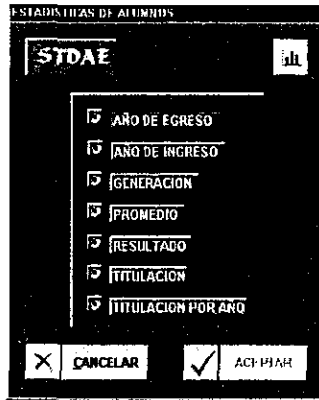 ESTADISTICAS DE ALUMNOS
STDAE
AÑO DE EGRESO
AÑO DE INGRESO
GENERACION
PROMEDIO
RESULTADO
TITULACION
TITULACION POR AÑO
CANCELAR
ACEPTAR